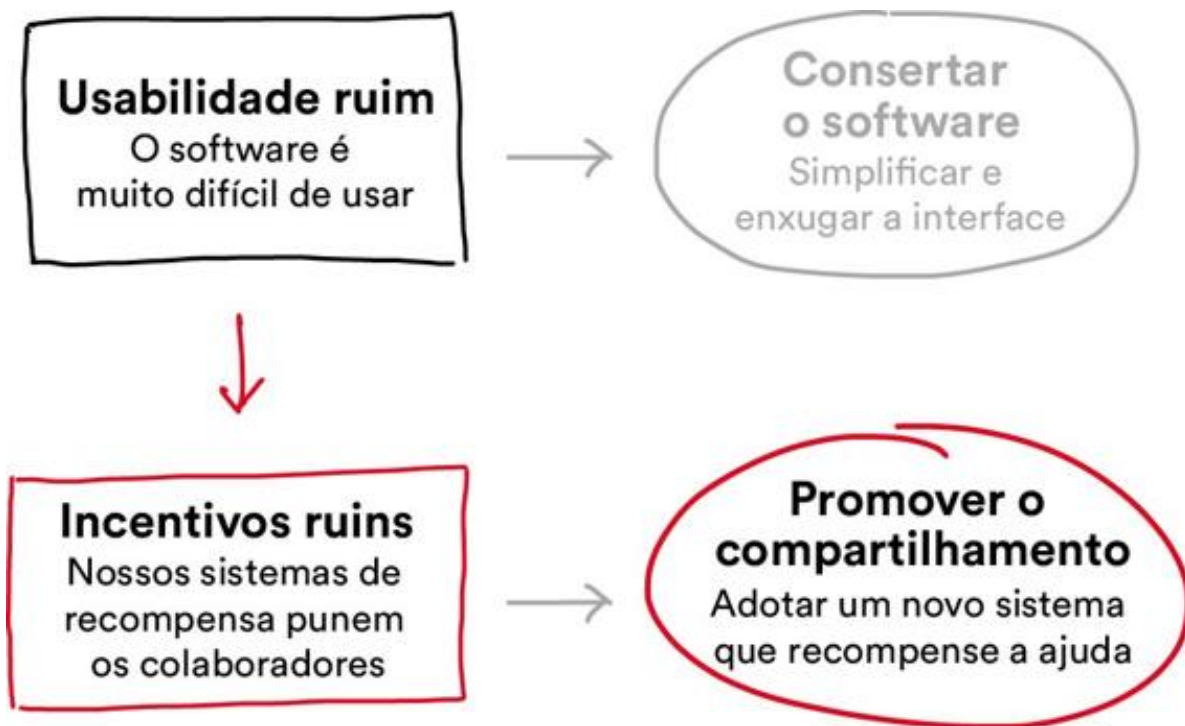 Usabilidade ruim
O software é
muito difícil de usar
Consertar
o software
Simplificar e
enxugar a interface
Incentivos ruins
Nossos sistemas de
recompensa punem
os colaboradores
Promover o
compartilhamento
Adotar um novo sistema
que recompense a ajuda